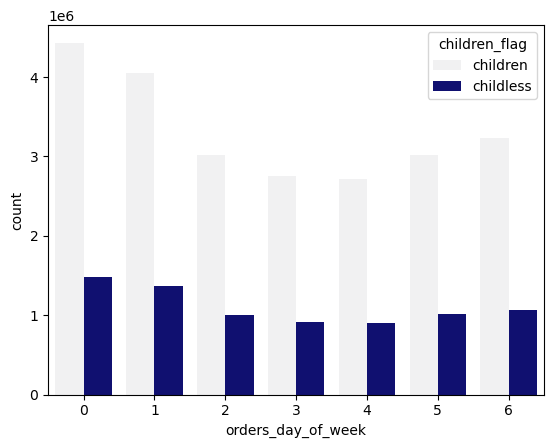 1e6
children_flag
children
childless
4
3
2
1
0
count
0 1 2 3 4 5 6
orders_day_of_week